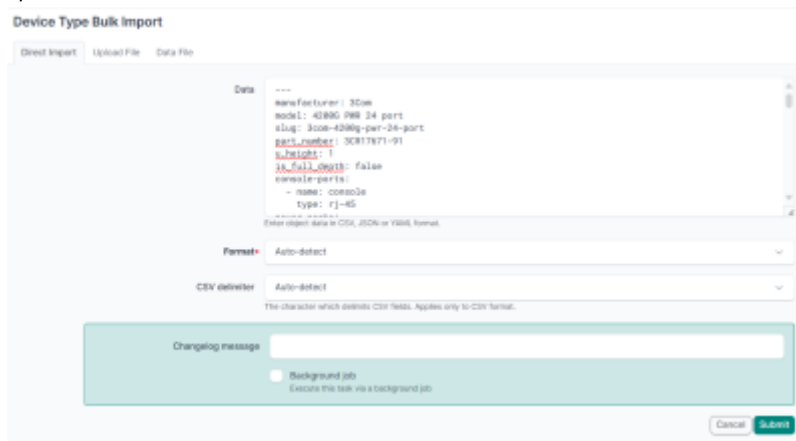 Device Type Bulk Import
Direct Import Upload File Data File
Data
---
manufacturer: 3Com
model: 4200G PWR 24 port
slug: 3com-4200g-pwr-24-port
part_number: 3CR17671-91
u_height: 1
is_full_depth: false
console-ports:
- name: console
type: rj-45
Enter object data in CSV, JSON or YAML format.
Format* Auto-detect
CSV delimiter Auto-detect
The character which delimits CSV fields. Applies only to CSV format.
Changelog message
Background job
Execute this task via a background job
Cancel Submit